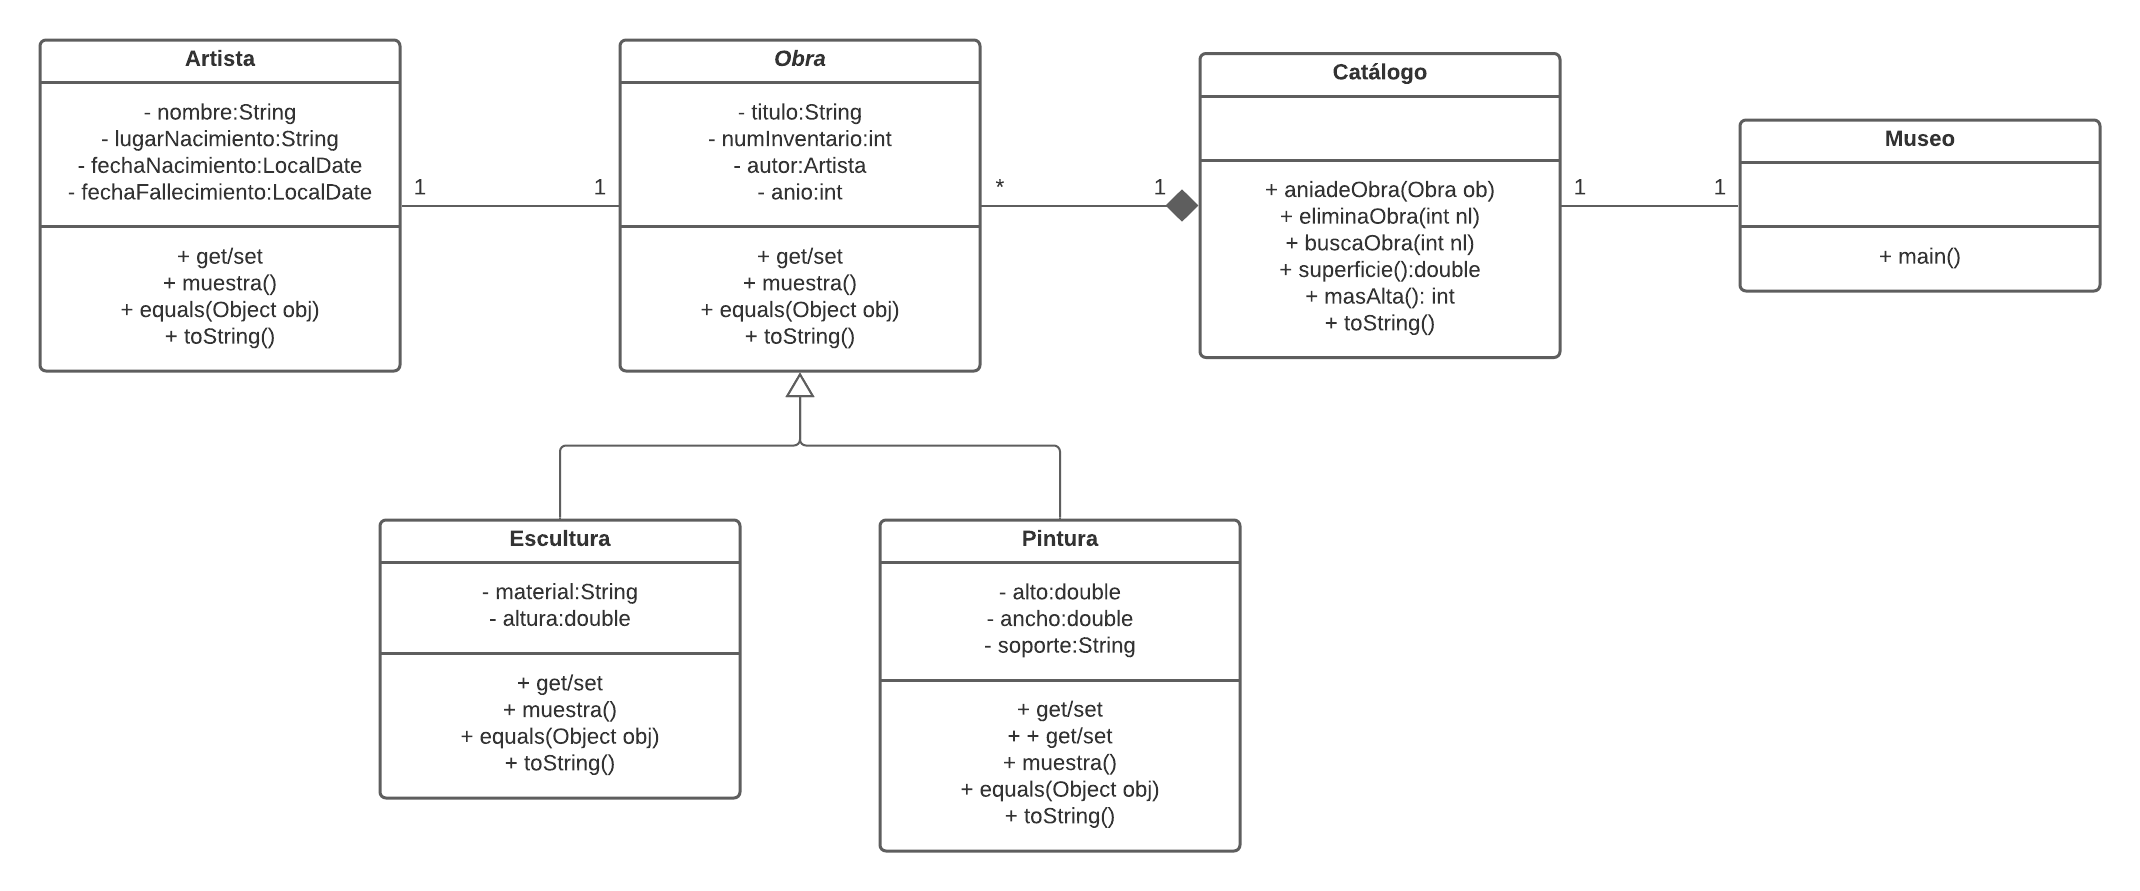 Artista
- nombre:String
- lugarNacimiento:String
- fechaNacimiento:LocalDate
- fechaFallecimiento:LocalDate
+ get/set
+ muestra()
+ equals(Object obj)
+ toString()
1
1
Obra
- titulo:String
- numInventario:int
- autor:Artista
- anio:int
+ get/set
+ muestra()
+ equals(Object obj)
+ toString()
*
1
Catálogo
+ aniadeObra(Obra ob)
+ eliminaObra(int nl)
+ buscaObra(int nl)
+ superficie():double
+ masAlta(): int
+ toString()
1
1
Museo
+ main()
Escultura
- material:String
- altura:double
+ get/set
+ muestra()
+ equals(Object obj)
+ toString()
Pintura
- alto:double
- ancho:double
- soporte:String
+ get/set
+ + get/set
+ muestra()
+ equals(Object obj)
+ toString()